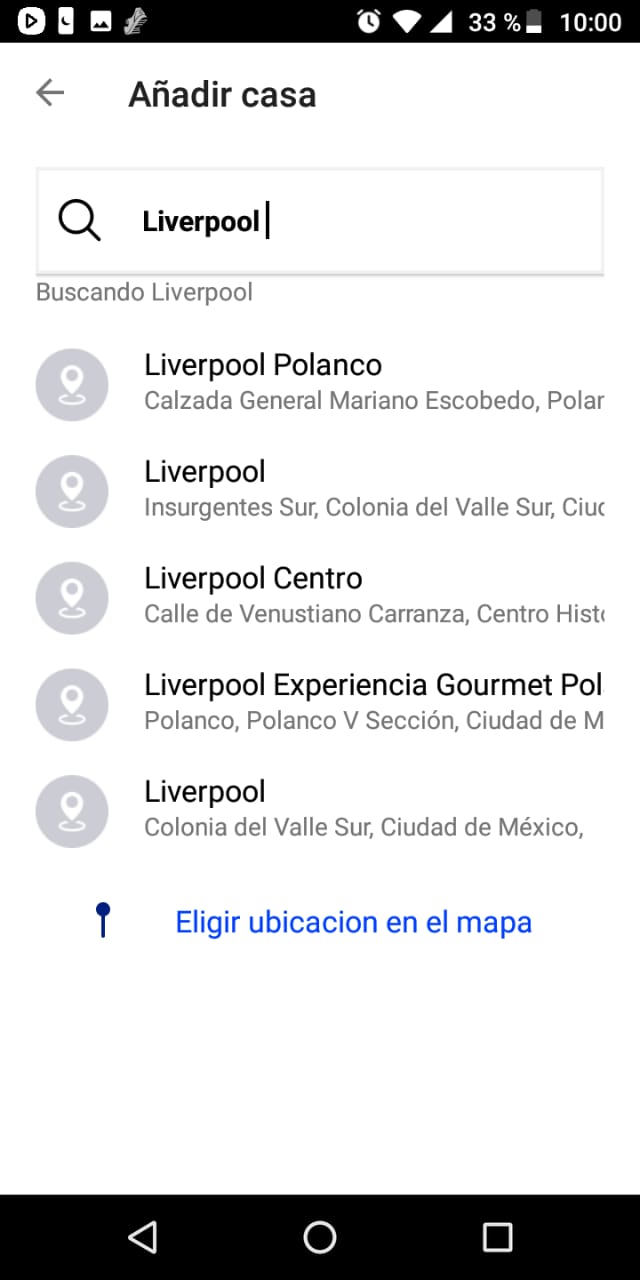 33 % 10:00
Añadir casa
Liverpool
Buscando Liverpool
Liverpool Polanco
Calzada General Mariano Escobedo, Polar
Liverpool
Insurgentes Sur, Colonia del Valle Sur, Ciud
Liverpool Centro
Calle de Venustiano Carranza, Centro Histo
Liverpool Experiencia Gourmet Pol
Polanco, Polanco V Sección, Ciudad de M
Liverpool
Colonia del Valle Sur, Ciudad de México,
Eligir ubicacion en el mapa